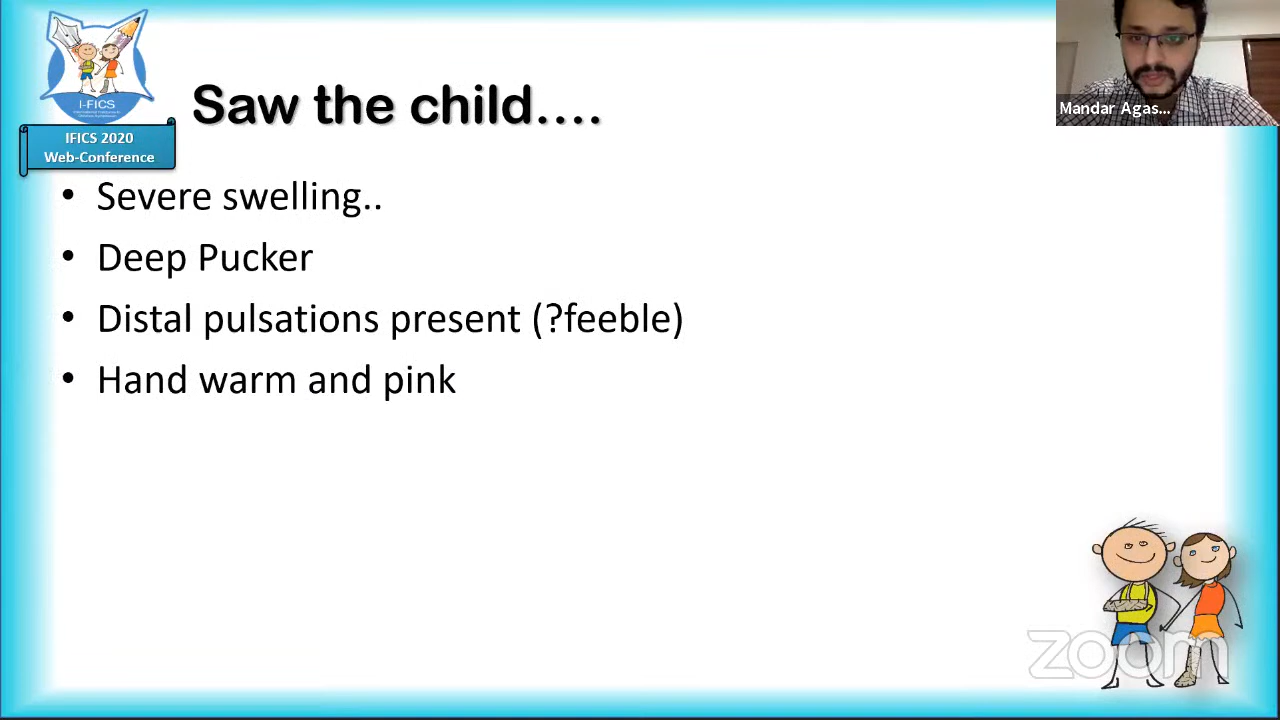 I-FICS
IFICS 2020
Web-Conference
Saw the child....
Mandar Agas...
• Severe swelling..
• Deep Pucker
• Distal pulsations present (?feeble)
• Hand warm and pink
zoom